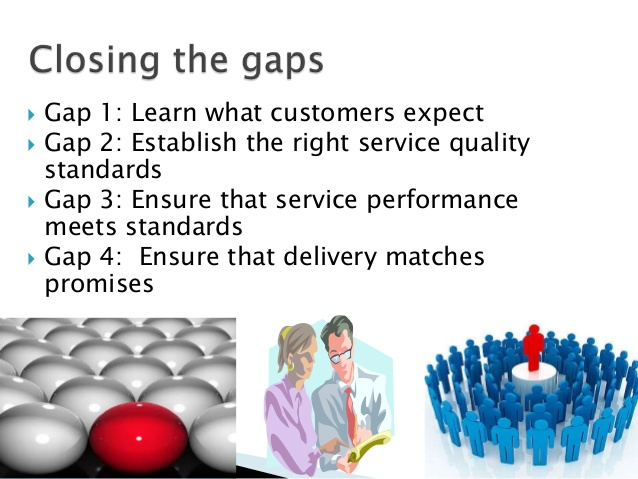 Closing the gaps
Gap 1: Learn what customers expect
Gap 2: Establish the right service quality
standards
Gap 3: Ensure that service performance
meets standards
Gap 4:  Ensure that delivery matches
promises